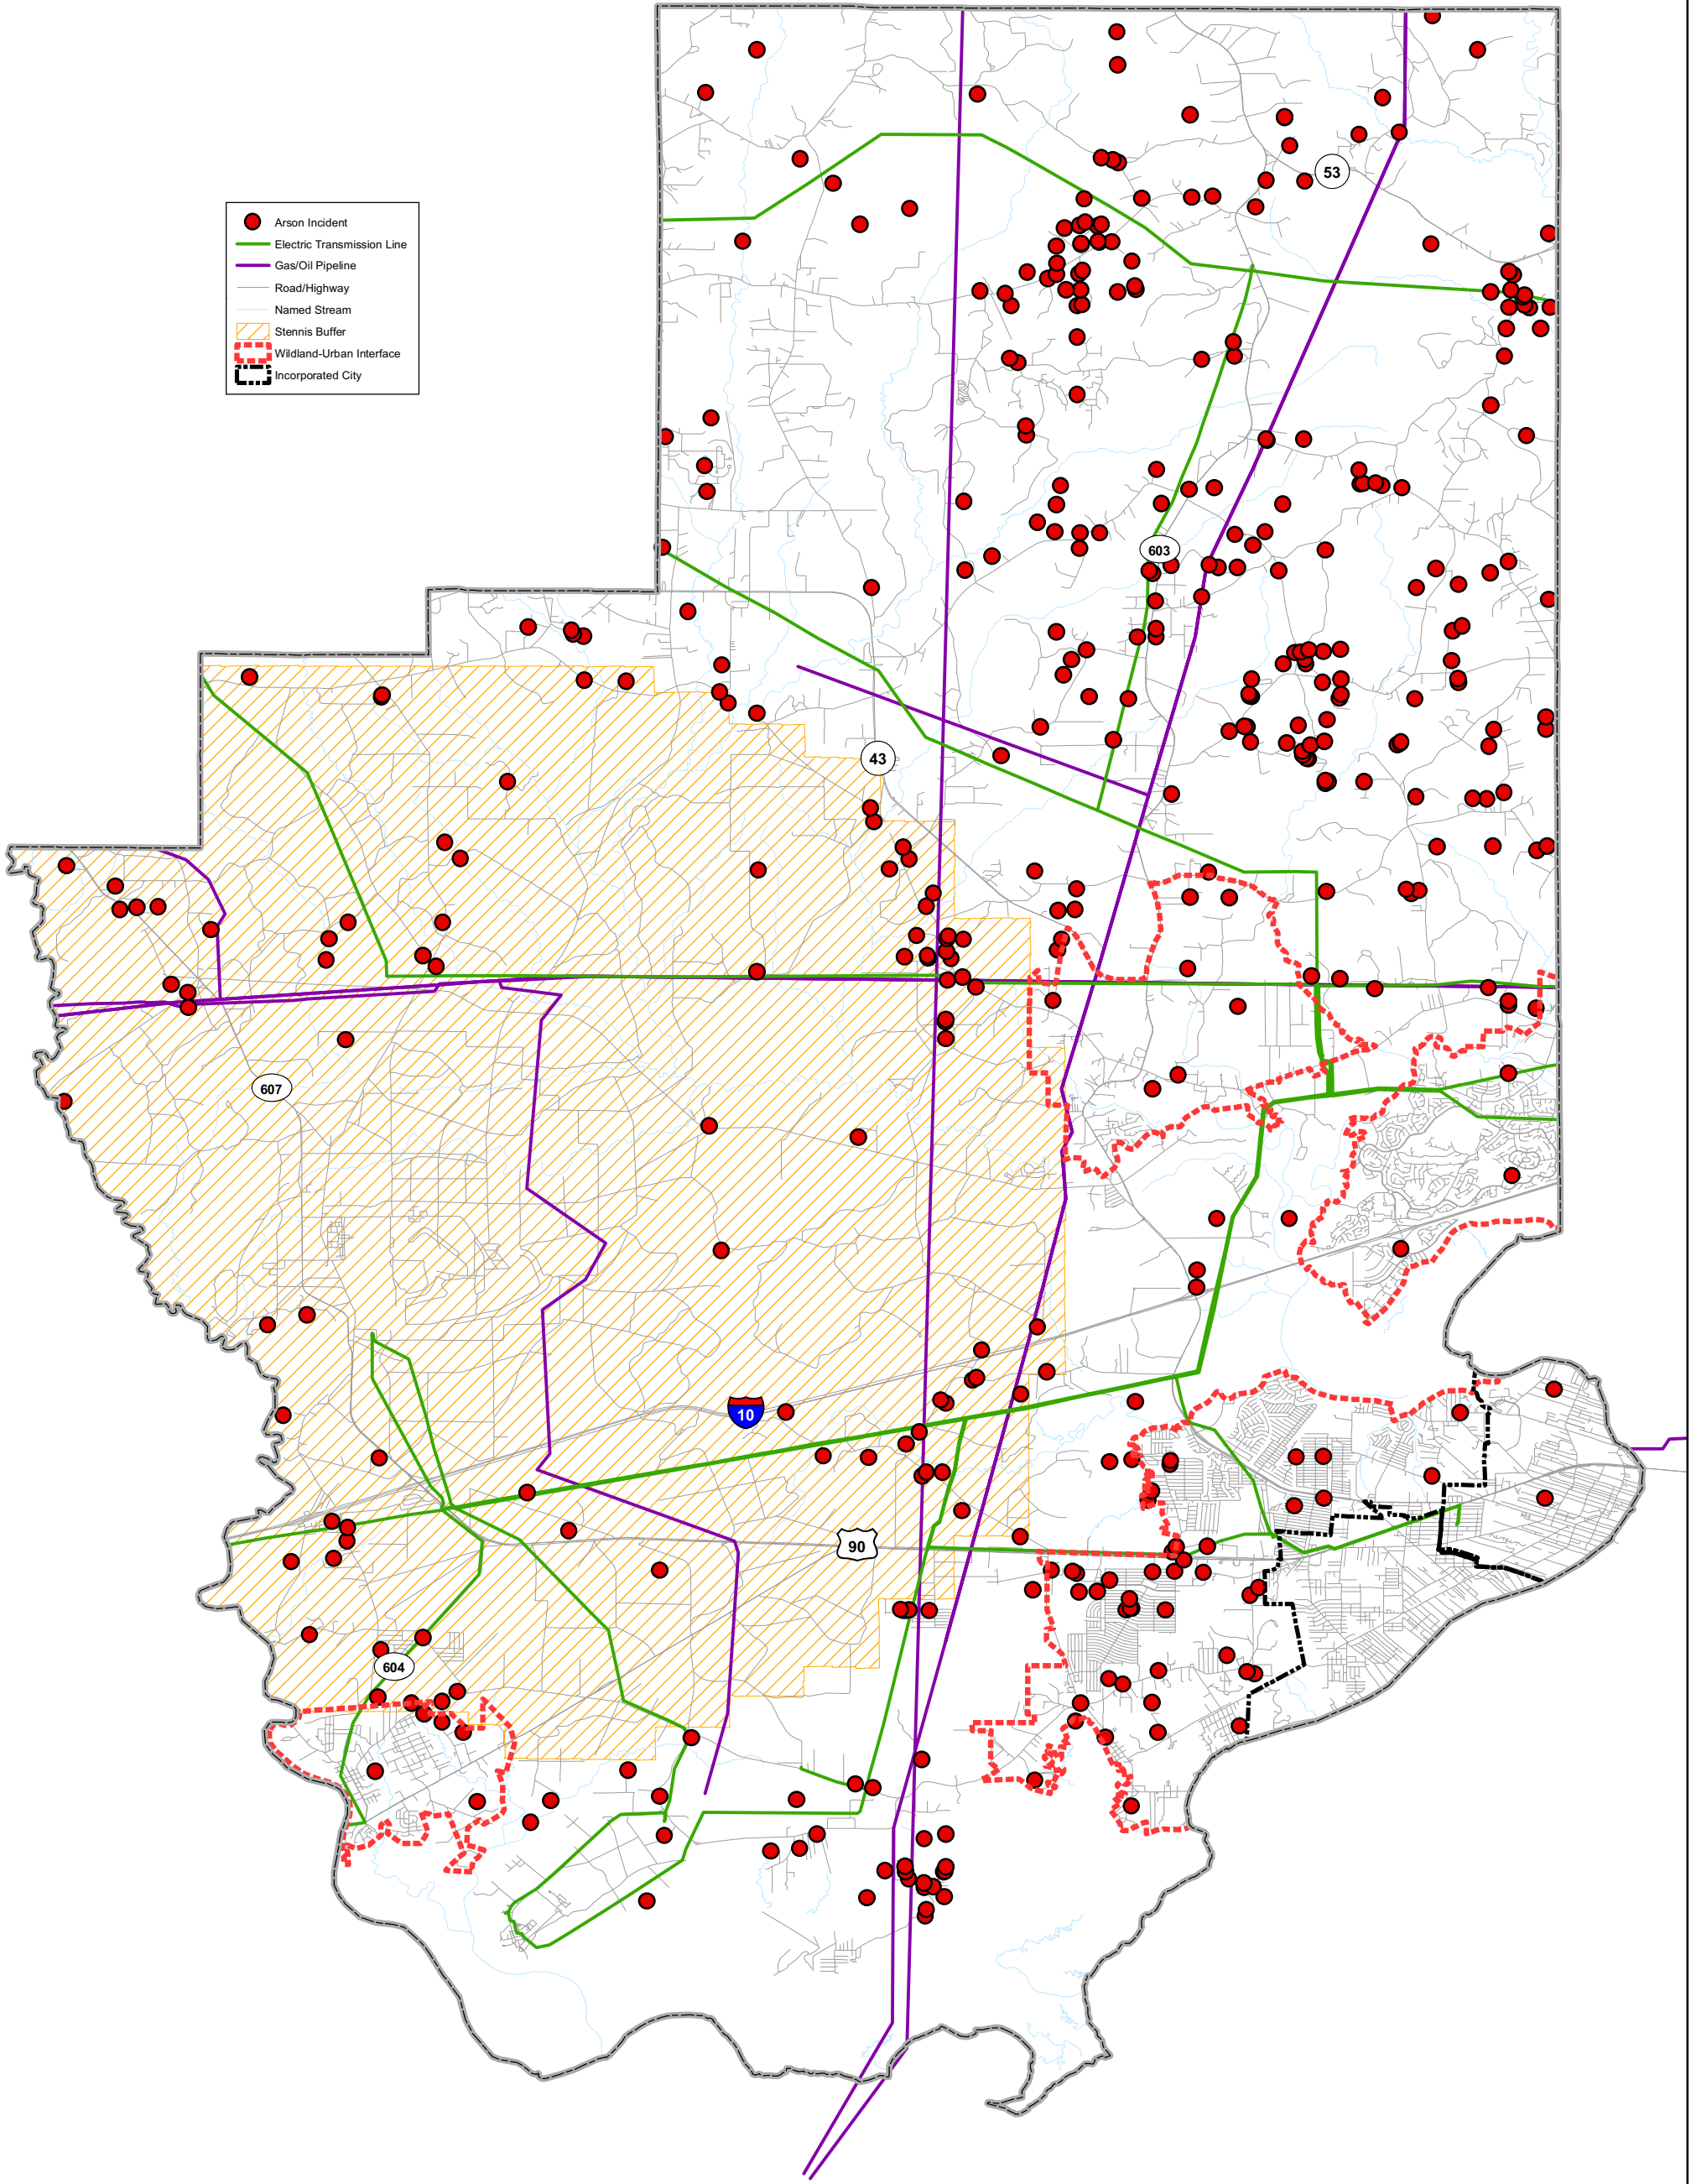 53
Arson Incident
Electric Transmission Line
Gas/Oil Pipeline
Road/Highway
Named Stream
Stennis Buffer
Wildland-Urban Interface
Incorporated City
603
43
607
10
90
604